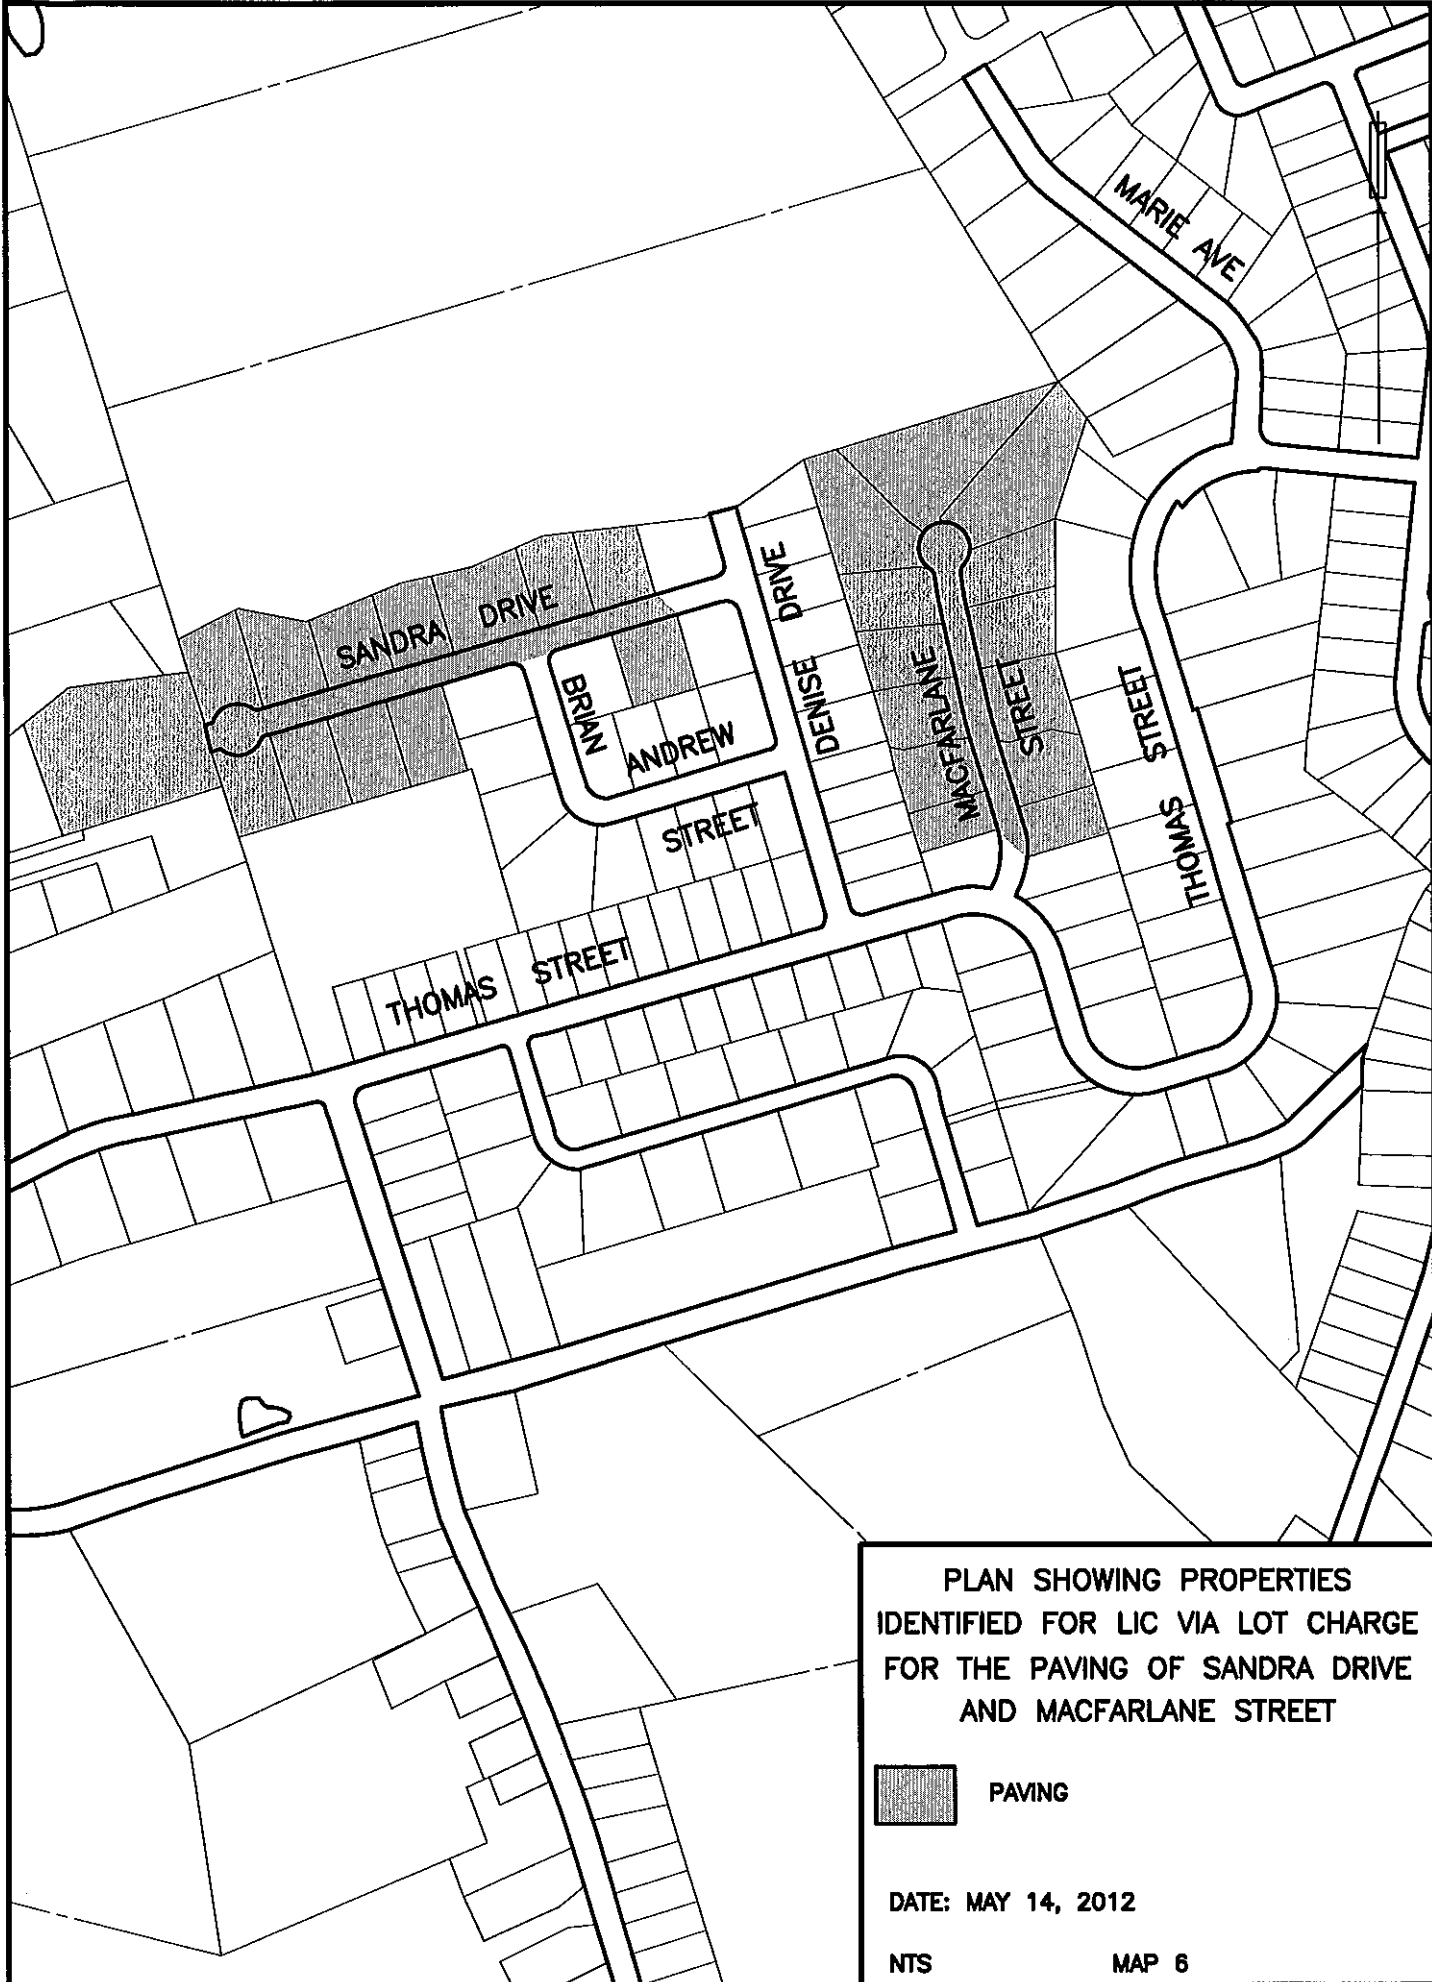 MARIE AVE
SANDRA DRIVE
DENISE DRIVE
BRIAN
ANDREW
STREET
MACFARLANE
STREET
THOMAS STREET
THOMAS STREET
PLAN SHOWING PROPERTIES
IDENTIFIED FOR LIC VIA LOT CHARGE
FOR THE PAVING OF SANDRA DRIVE
AND MACFARLANE STREET
PAVING
DATE: MAY 14, 2012
NTS MAP 6